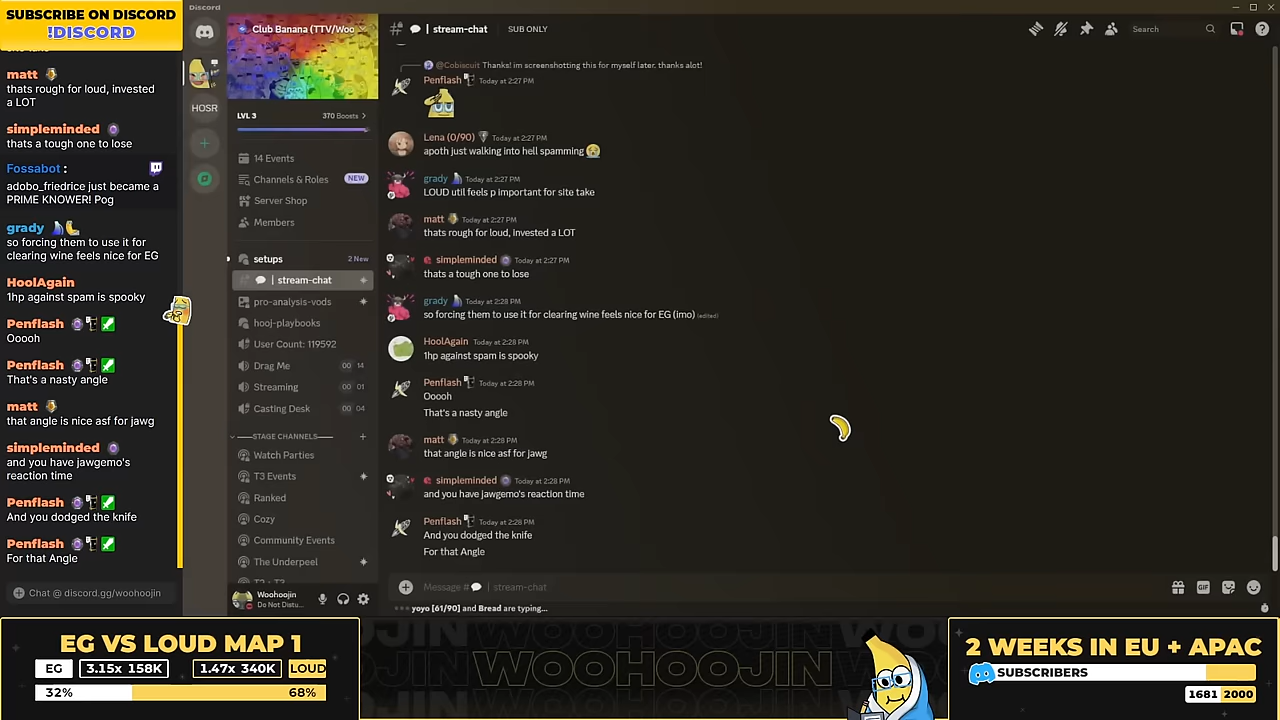 SUBSCRIBE ON DISCORD
!DISCORD
matt
thats rough for loud, invested
a LOT
simpleminded
thats a tough one to lose
Fossabot :
adobo_friedrice just became a
PRIME KNOWER! Pog
grady
so forcing them to use it for
clearing wine feels nice for EG
HoolAgain
1hp against spam is spooky
Penflash
Ooooh
Penflash
That's a nasty angle
matt
that angle is nice asf for jawg
simpleminded
and you have jawgemo's
reaction time
Penflash
And you dodged the knife
Penflash
For that Angle
Chat @ discord.gg/woohoojin
Discord
HOSR
Club Banana (TTV/Woo
LVL 3
370 Boosts >
14 Events
Channels & Roles NEW
Server Shop
Members
setups 2 New
| stream-chat
pro-analysis-vods
hooj-playbooks
User Count: 119592
Drag Me 00 14
Streaming 00 01
Casting Desk 00 04
STAGE CHANNELS
Watch Parties
T3 Events
Ranked
Cozy
Community Events
The Underpeel
Woohoojin
Do Not Distu...
| stream-chat SUB ONLY
Search
@Cobiscuit Thanks! im screenshotting this for myself later. thanks alot!
Penflash Today at 2:27 PM
Lena (0/90) Today at 2:27 PM
apoth just walking into hell spamming
grady Today at 2:27 PM
LOUD util feels p important for site take
matt Today at 2:27 PM
thats rough for loud, invested a LOT
simpleminded Today at 2:27 PM
thats a tough one to lose
grady Today at 2:28 PM
so forcing them to use it for clearing wine feels nice for EG (imo) (edited)
HoolAgain Today at 2:28 PM
1hp against spam is spooky
Penflash Today at 2:28 PM
Ooooh
That's a nasty angle
matt Today at 2:28 PM
that angle is nice asf for jawg
simpleminded Today at 2:28 PM
and you have jawgemo's reaction time
Penflash Today at 2:28 PM
And you dodged the knife
For that Angle
Message # | stream-chat
GIF
yoyo [61/90] and Bread are typing...
EG VS LOUD MAP 1
EG 3.15x 158K 1.47x 340K LOUD
32% 68%
WOOHOOJIN
2 WEEKS IN EU + APAC
SUBSCRIBERS
1681 2000